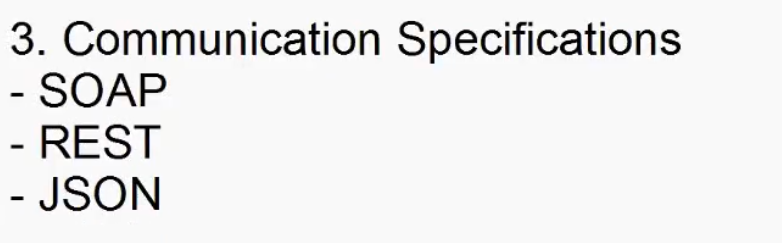 3. Communication Specifications
- SOAP
- REST
- JSON